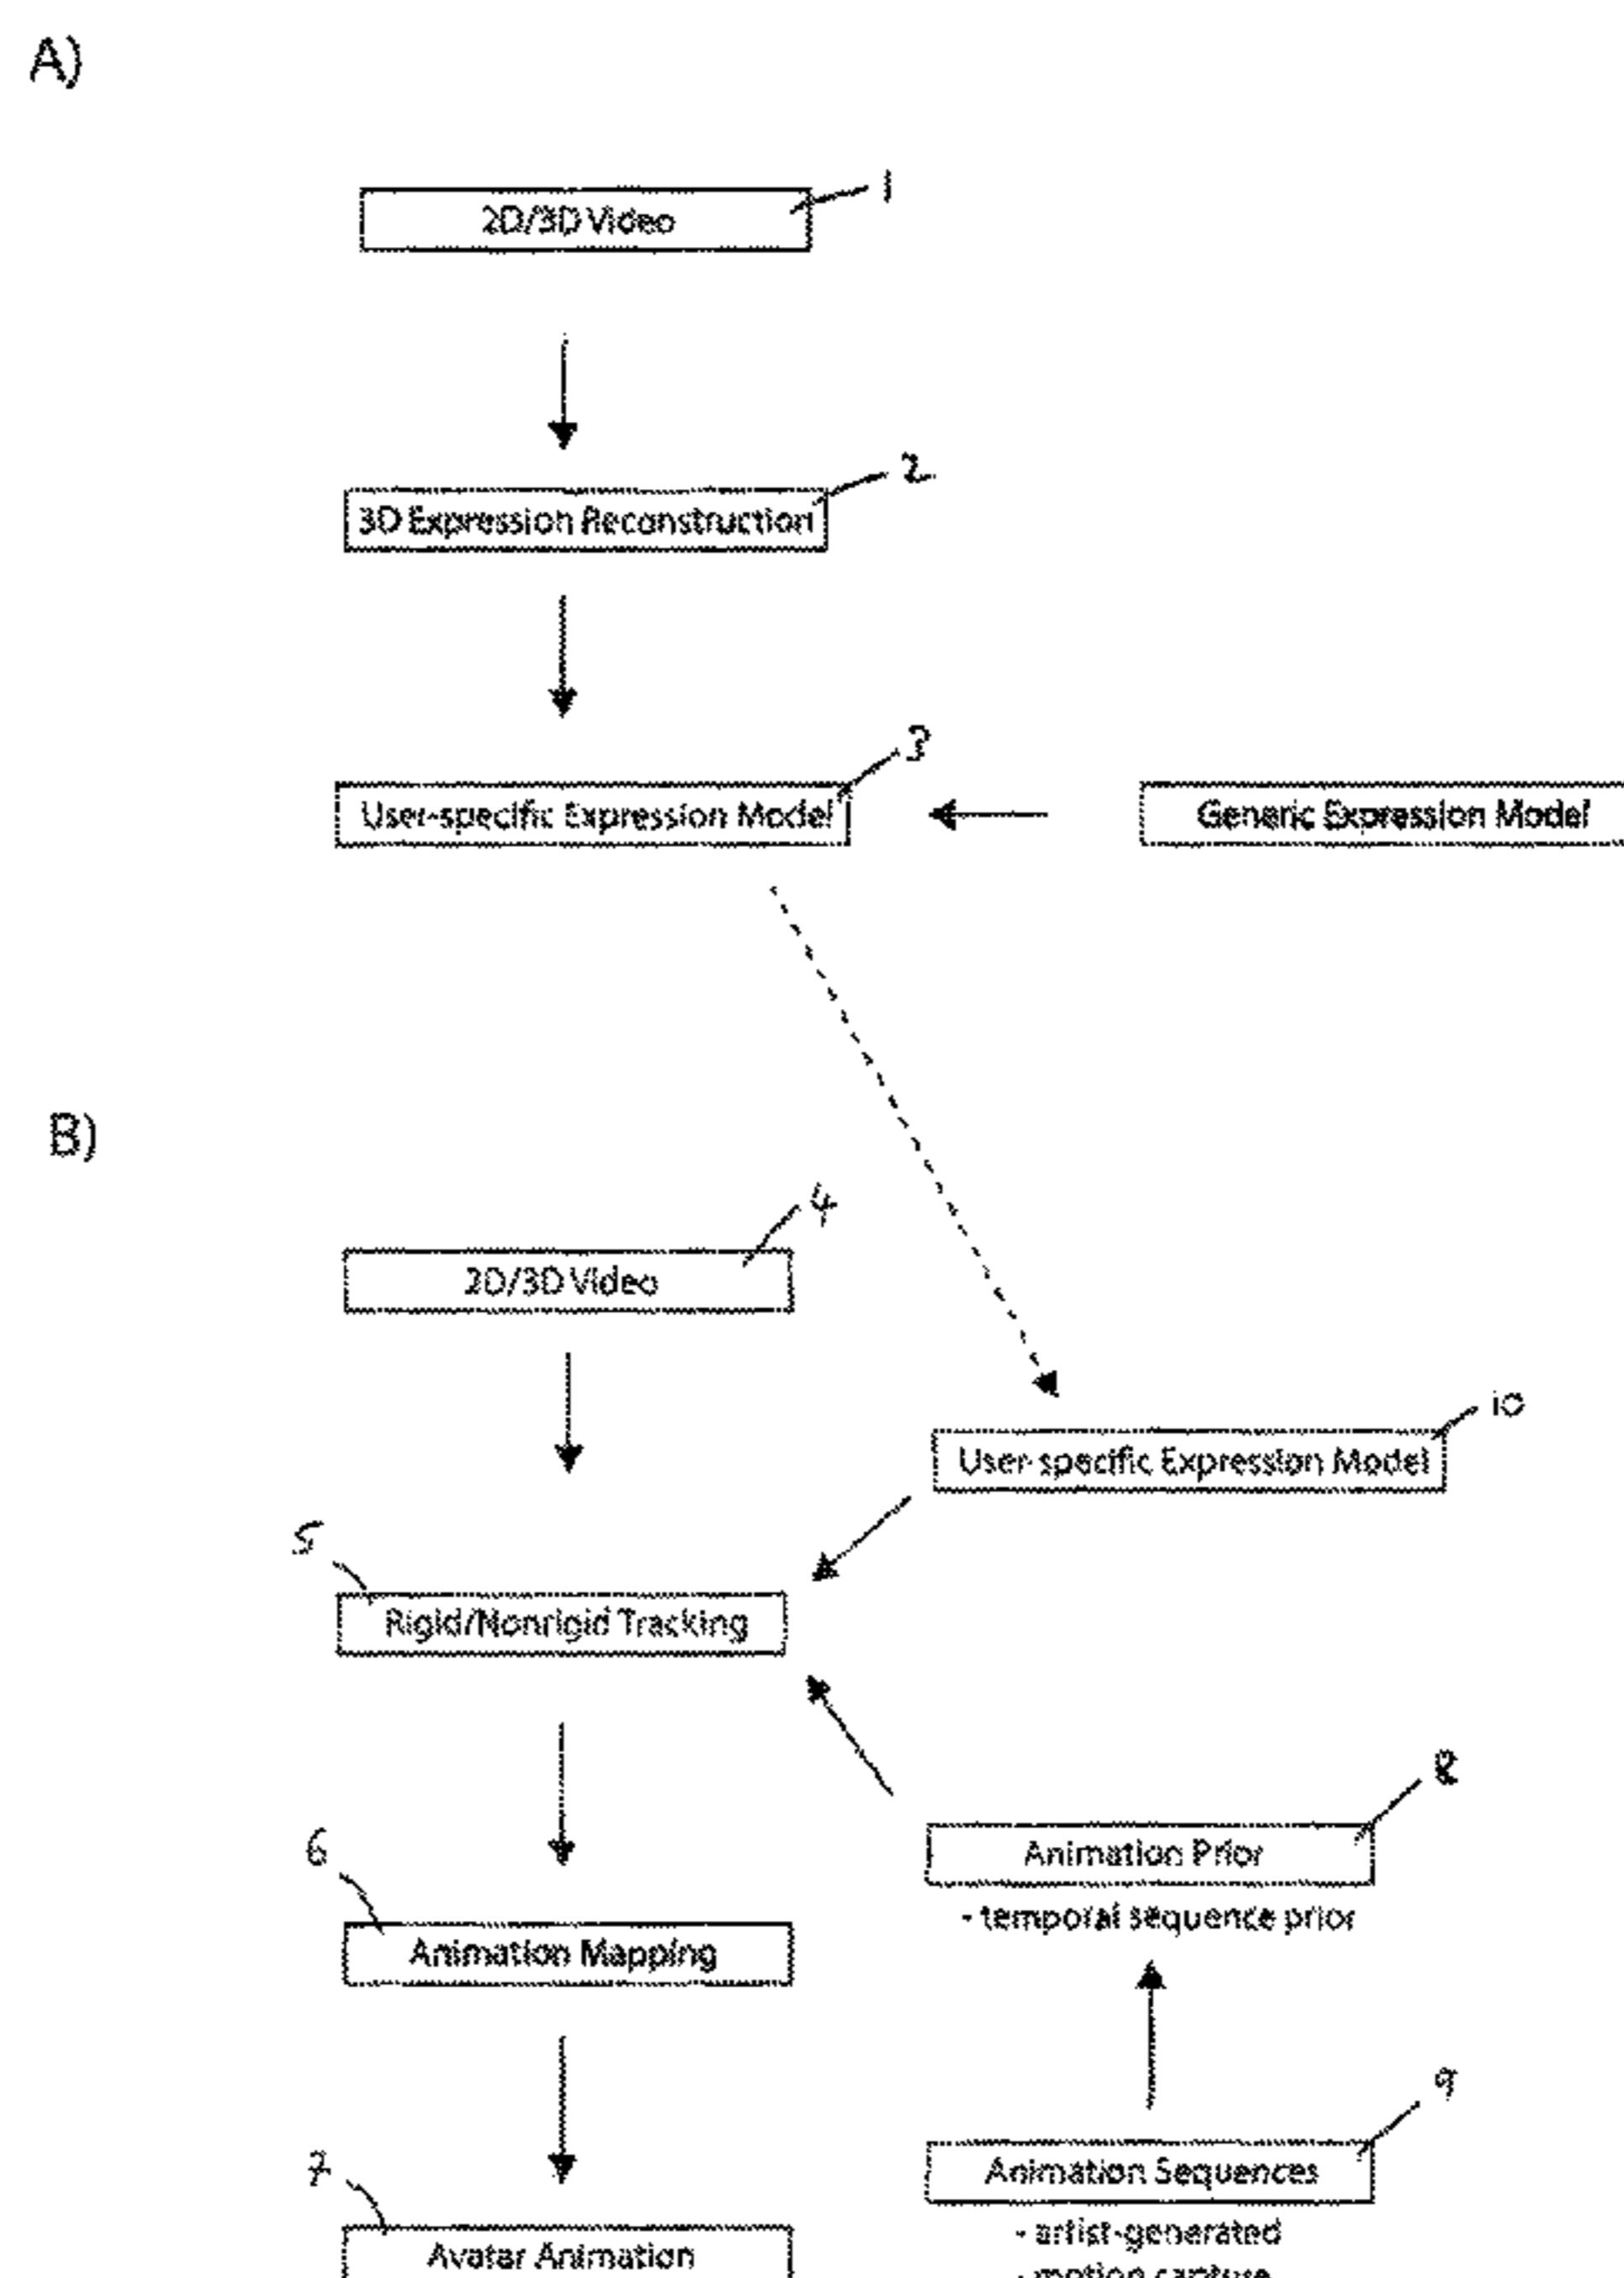 A)
1
2D/3D Video
2
3D Expression Reconstruction
3
User-specific Expression Model
Generic Expression Model
B)
4
2D/3D Video
10
User-specific Expression Model
5
Rigid/Nonrigid Tracking
8
Animation Prior
- temporal sequence prior
6
Animation Mapping
9
Animation Sequences
- artist-generated
- motion capture
7
Avatar Animation